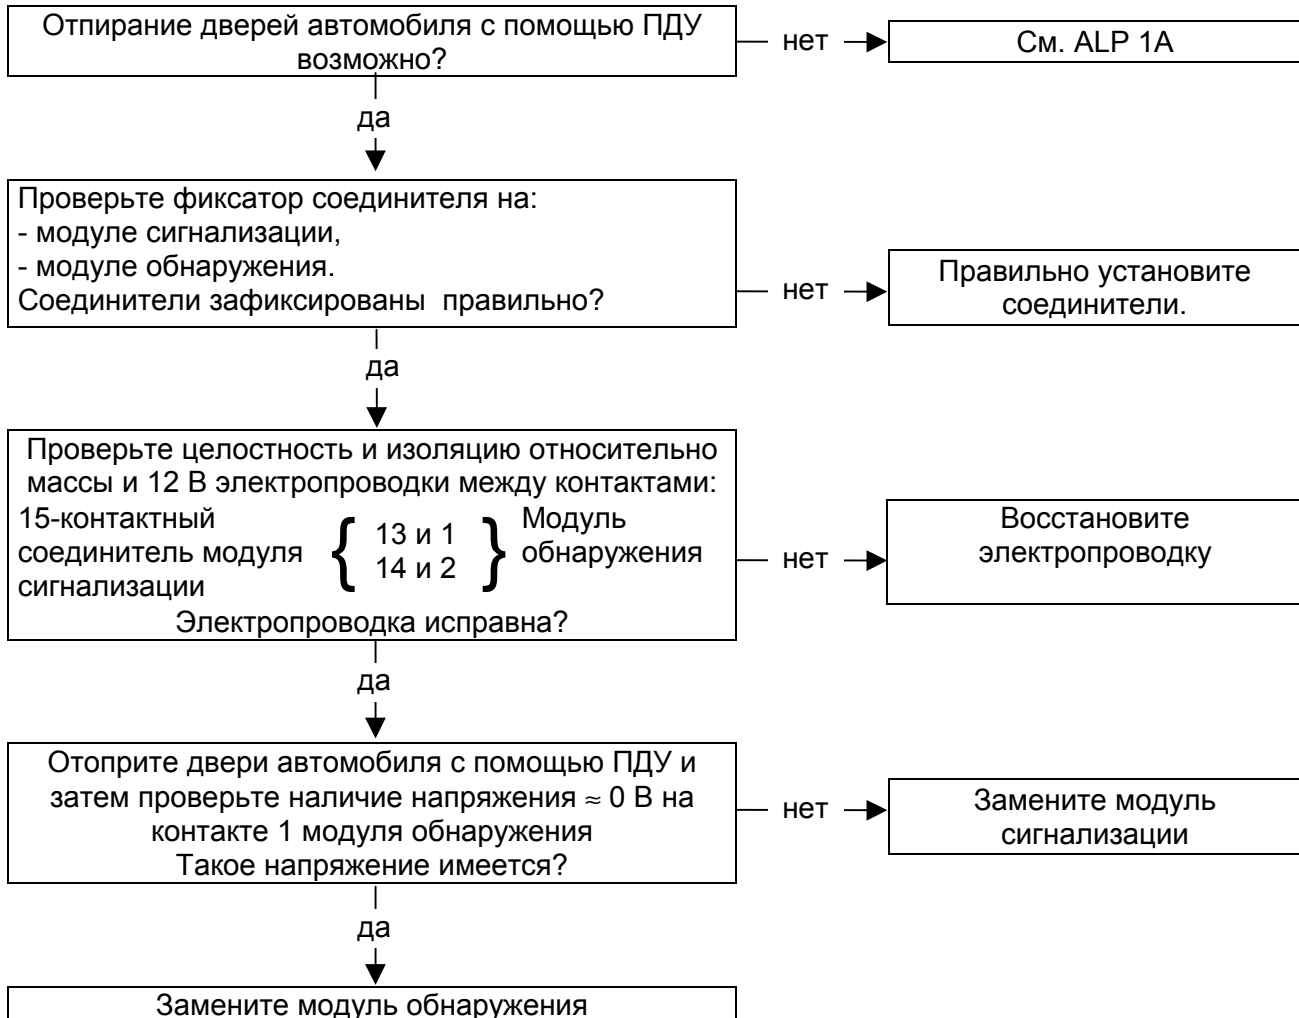 Отпирание дверей автомобиля с помощью ПДУ
возможно?
нет
См. ALP 1A
да
Проверьте фиксатор соединителя на:
- модуле сигнализации,
- модуле обнаружения.
Соединители зафиксированы правильно?
нет
Правильно установите
соединители.
да
Проверьте целостность и изоляцию относительно
массы и 12 В электропроводки между контактами:
15-контактный
соединитель модуля
сигнализации
{ 13 и 1
14 и 2 }
Модуль
обнаружения
Электропроводка исправна?
нет
Восстановите
электропроводку
да
Отоприте двери автомобиля с помощью ПДУ и
затем проверьте наличие напряжения ≈ 0 В на
контакте 1 модуля обнаружения
Такое напряжение имеется?
нет
Замените модуль
сигнализации
да
Замените модуль обнаружения